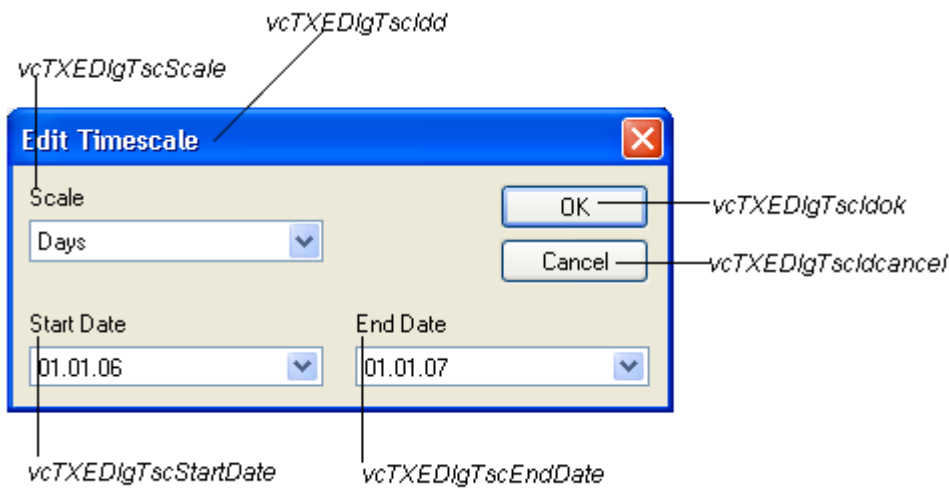 vcTXEDlgTscIdd
vcTXEDlgTscScale
Edit Timescale
Scale
OK
vcTXEDlgTscIdok
Days
Cancel
vcTXEDlgTscIdcancel
Start Date
End Date
01.01.06
01.01.07
vcTXEDlgTscStartDate
vcTXEDlgTscEndDate